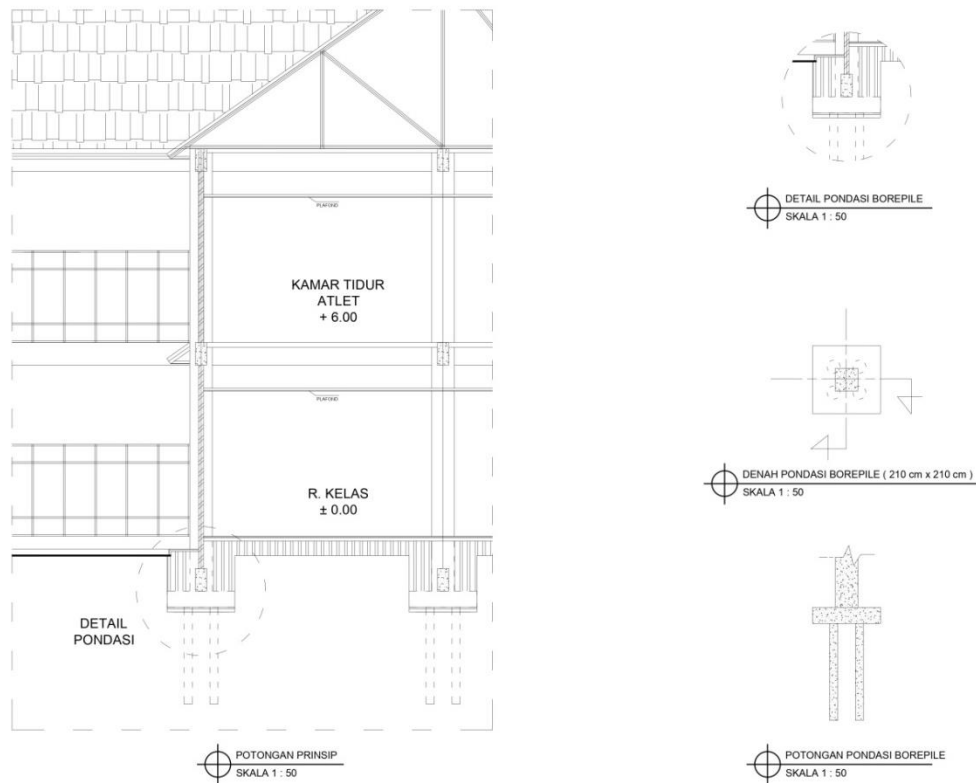 PLAFOND
KAMAR TIDUR
ATLET
+ 6.00
PLAFOND
R. KELAS
± 0.00
DETAIL
PONDASI
POTONGAN PRINSIP
SKALA 1 : 50
DETAIL PONDASI BOREPILE
SKALA 1 : 50
DENAH PONDASI BOREPILE ( 210 cm x 210 cm )
SKALA 1 : 50
POTONGAN PONDASI BOREPILE
SKALA 1 : 50